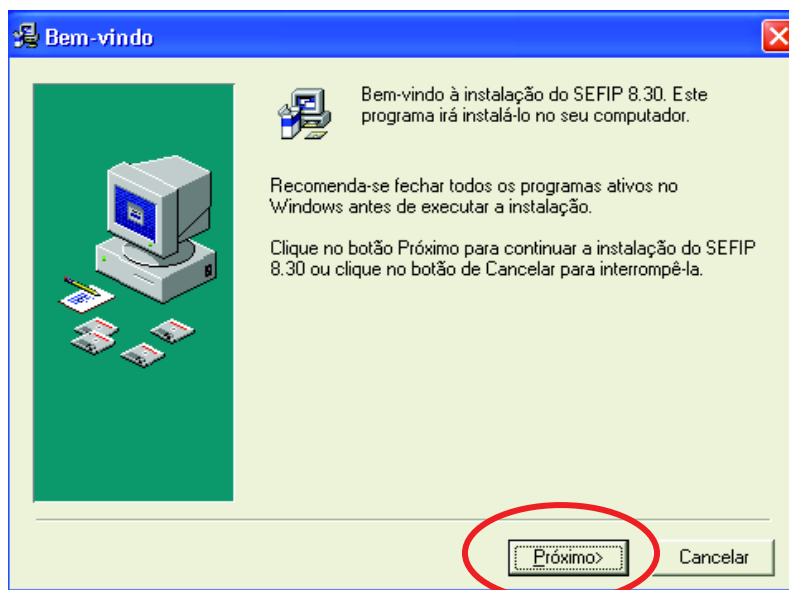 Bem-vindo
Bem-vindo à instalação do SEFIP 8.30. Este
programa irá instalá-lo no seu computador.
Recomenda-se fechar todos os programas ativos no
Windows antes de executar a instalação.
Clique no botão Próximo para continuar a instalação do SEFIP
8.30 ou clique no botão de Cancelar para interrompê-la.
Próximo> Cancelar